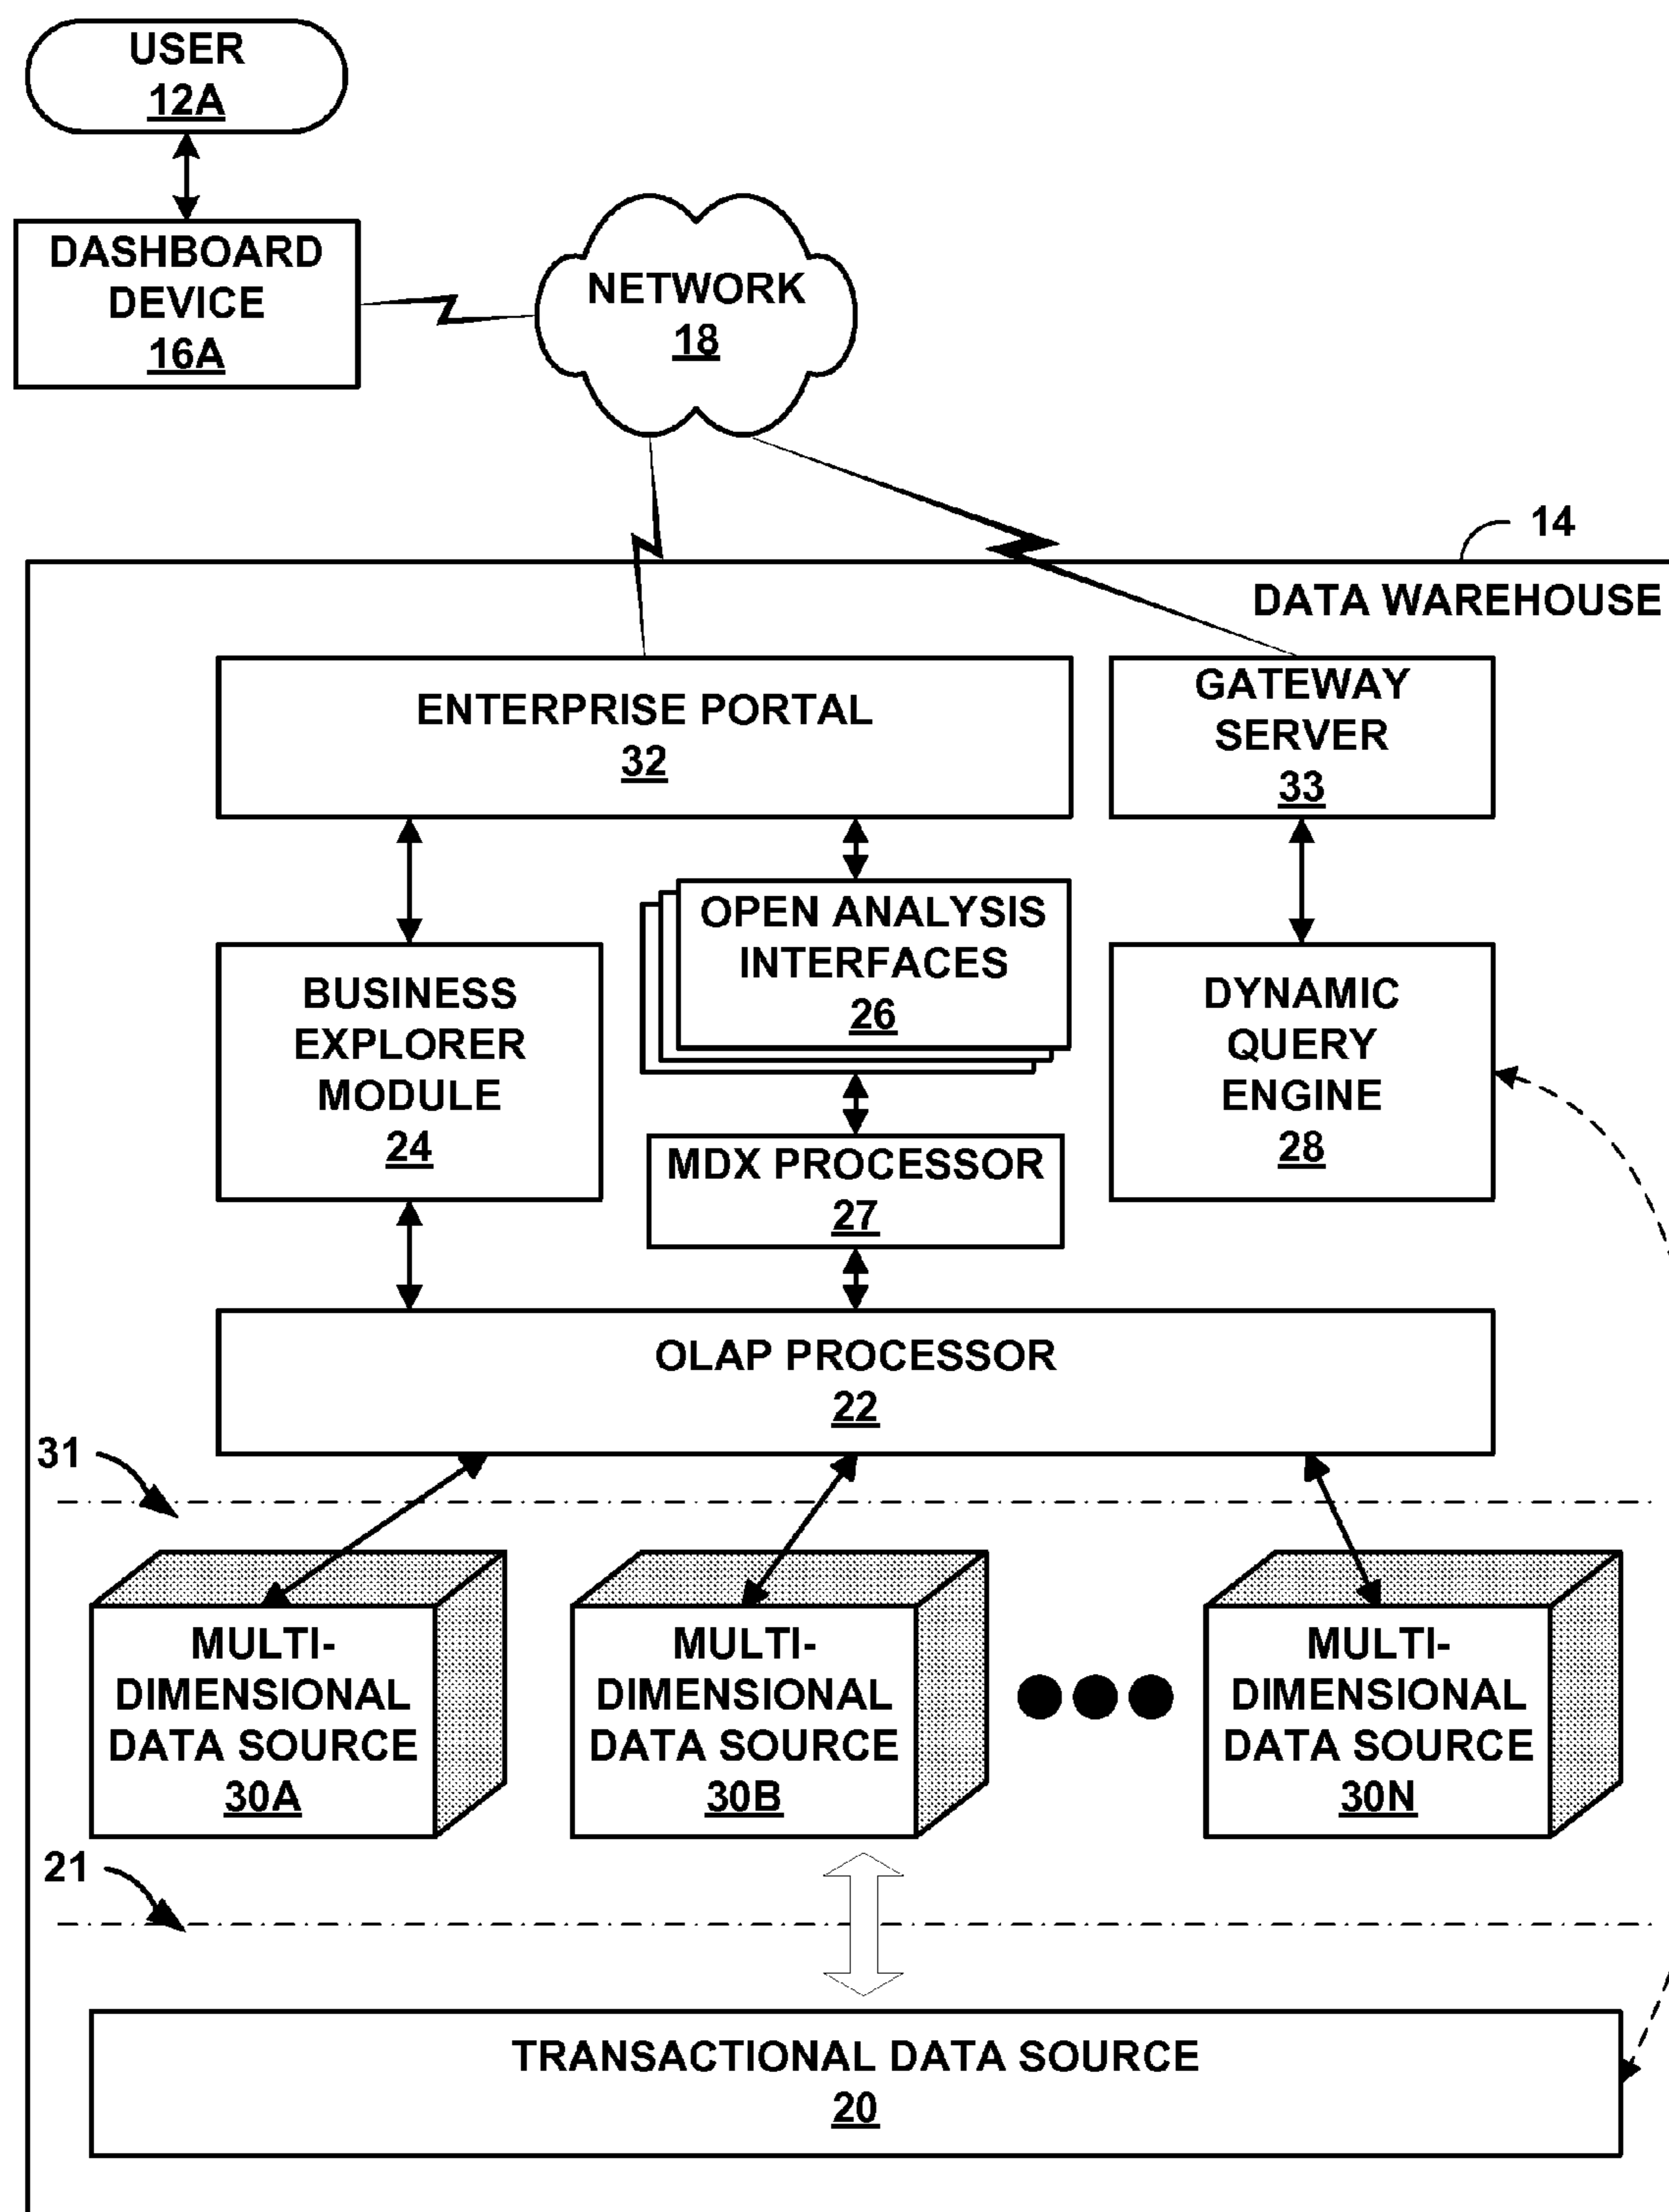 USER
12A
DASHBOARD
DEVICE
16A
NETWORK
18
14
DATA WAREHOUSE
ENTERPRISE PORTAL
32
GATEWAY
SERVER
33
OPEN ANALYSIS
INTERFACES
26
BUSINESS
EXPLORER
MODULE
24
DYNAMIC
QUERY
ENGINE
28
MDX PROCESSOR
27
OLAP PROCESSOR
22
31
MULTI-
DIMENSIONAL
DATA SOURCE
30A
MULTI-
DIMENSIONAL
DATA SOURCE
30B
MULTI-
DIMENSIONAL
DATA SOURCE
30N
21
TRANSACTIONAL DATA SOURCE
20